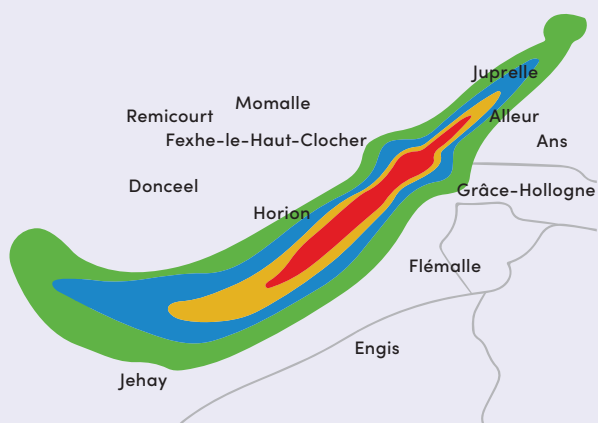 Juprelle
Momalle
Remicourt
Alleur
Fexhe-le-Haut-Clocher
Ans
Donceel
Grâce-Hollogne
Horion
Flémalle
Engis
Jehay